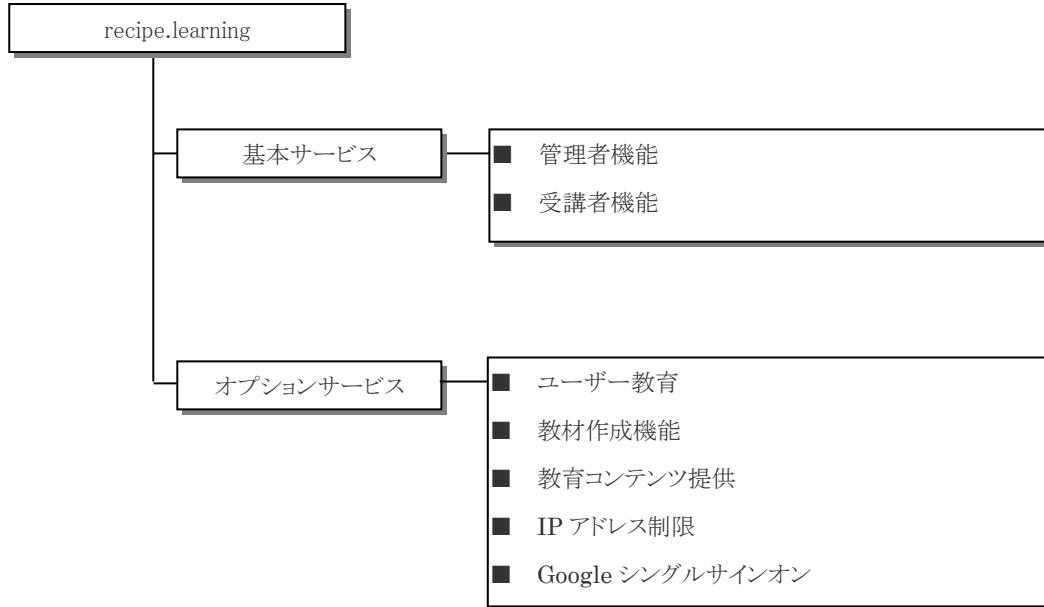 recipe.learning
基本サービス
■ 管理者機能
■ 受講者機能
オプションサービス
■ ユーザー教育
■ 教材作成機能
■ 教育コンテンツ提供
■ IP アドレス制限
■ Google シングルサインオン